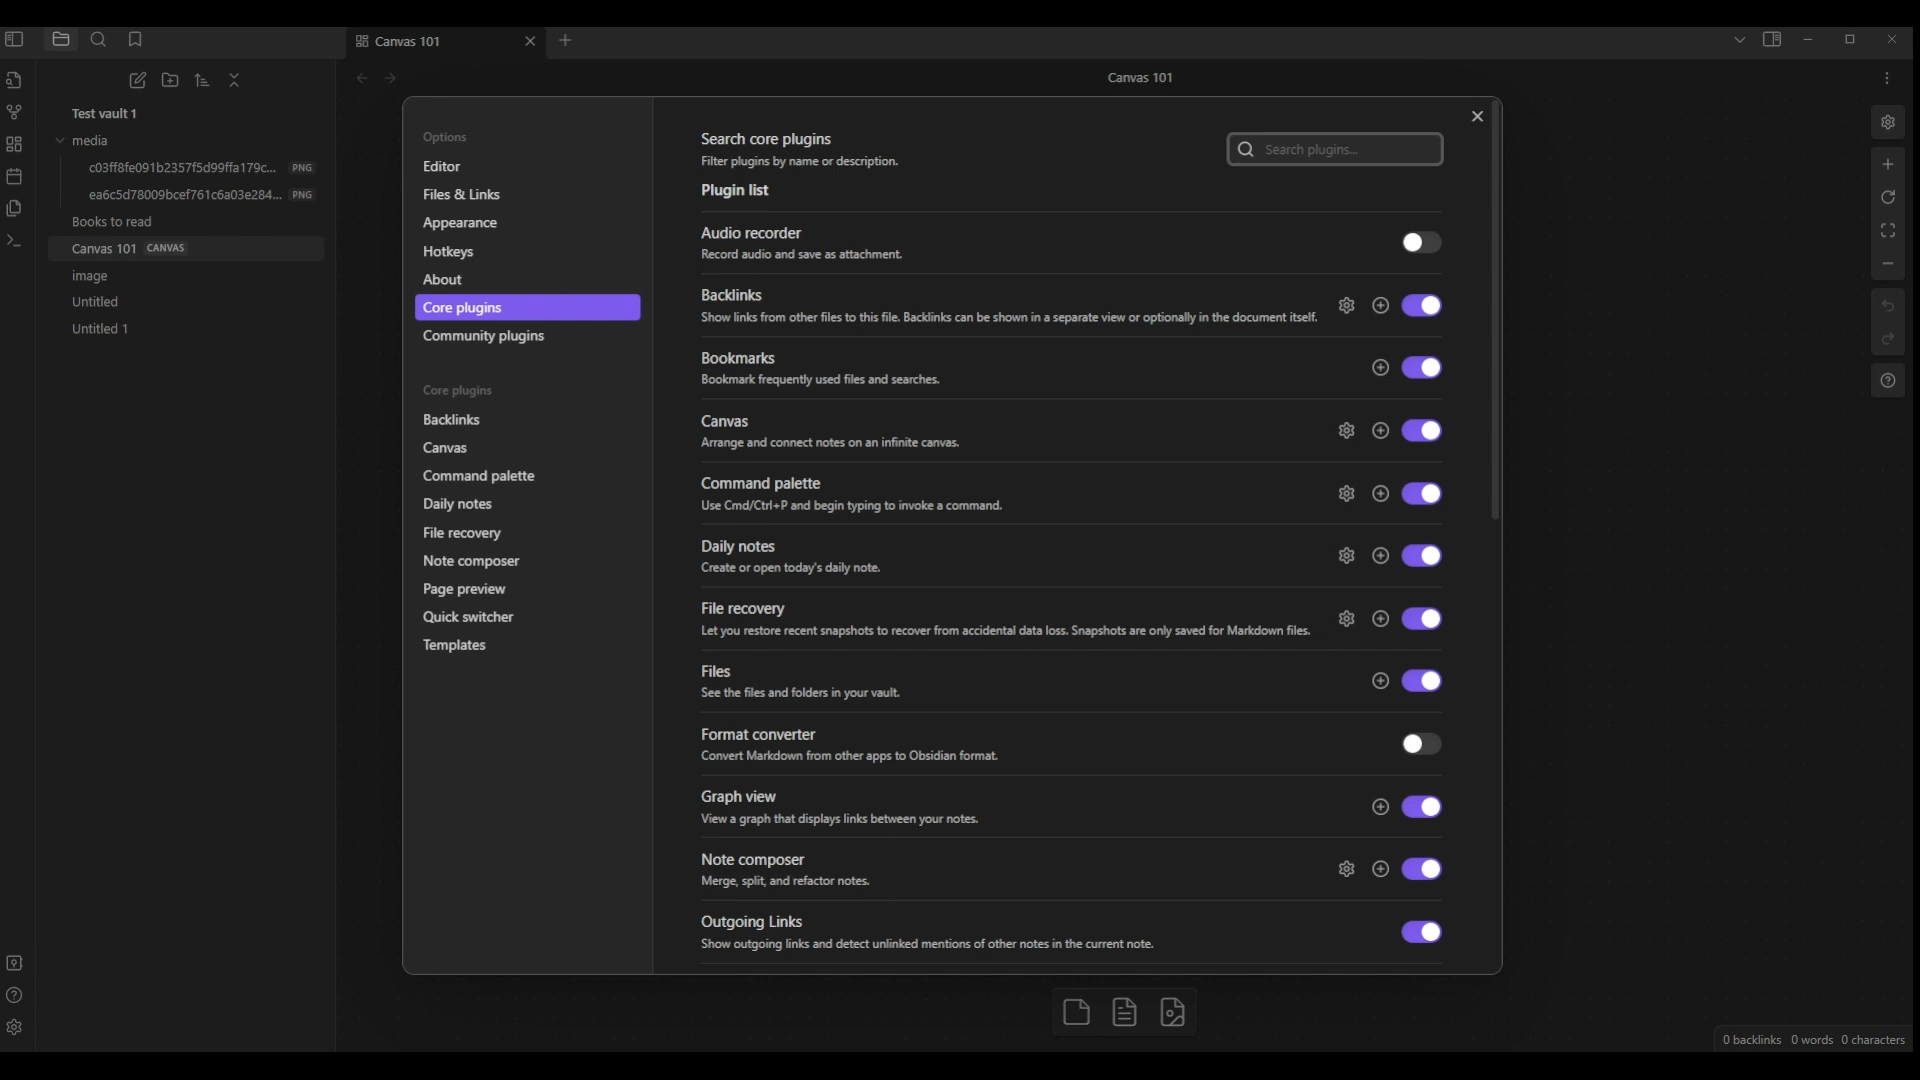 Canvas 101
Canvas 101
Test vault 1
media
c03ff8fe091b2357f5d99ffa179c... PNG
ea6c5d78009bcef761c6a03e284... PNG
Books to read
Canvas 101 CANVAS
image
Untitled
Untitled 1
Options
Editor
Files & Links
Appearance
Hotkeys
About
Core plugins
Community plugins
Core plugins
Backlinks
Canvas
Command palette
Daily notes
File recovery
Note composer
Page preview
Quick switcher
Templates
Search core plugins
Filter plugins by name or description.
Search plugins...
Plugin list
Audio recorder
Record audio and save as attachment.
Backlinks
Show links from other files to this file. Backlinks can be shown in a separate view or optionally in the document itself.
Bookmarks
Bookmark frequently used files and searches.
Canvas
Arrange and connect notes on an infinite canvas.
Command palette
Use Cmd/Ctrl+P and begin typing to invoke a command.
Daily notes
Create or open today's daily note.
File recovery
Let you restore recent snapshots to recover from accidental data loss. Snapshots are only saved for Markdown files.
Files
See the files and folders in your vault.
Format converter
Convert Markdown from other apps to Obsidian format.
Graph view
View a graph that displays links between your notes.
Note composer
Merge, split, and refactor notes.
Outgoing Links
Show outgoing links and detect unlinked mentions of other notes in the current note.
0 backlinks 0 words 0 characters